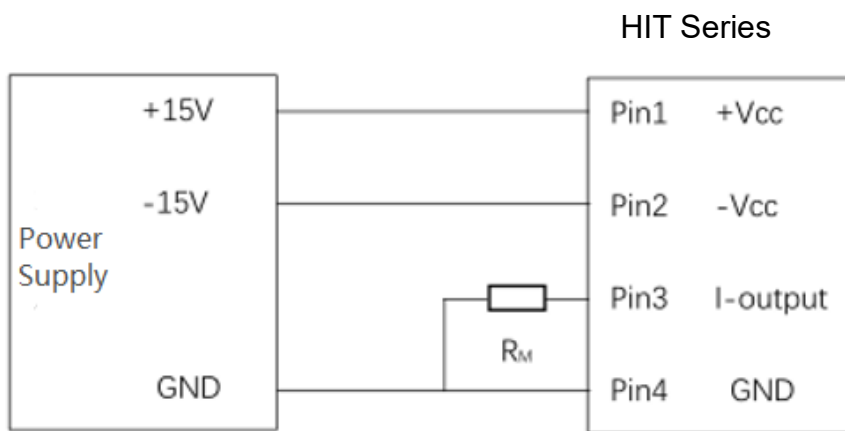 HIT Series
+15V
Pin1 +Vcc
-15V
Pin2 -Vcc
Power
Supply
Pin3 I-output
RM
GND
Pin4 GND